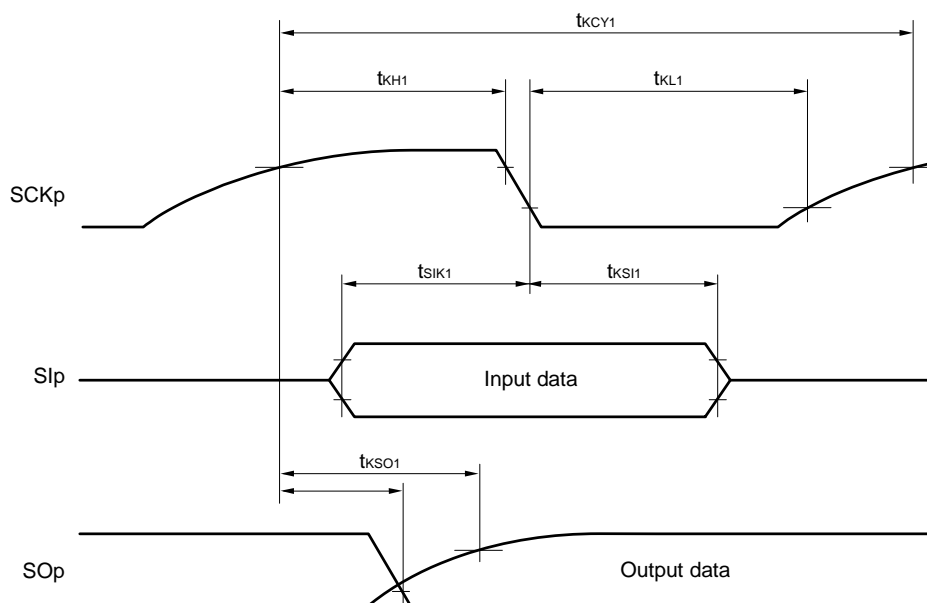 tKCY1
tKH1
tKL1
SCKp
tSIK1
tKSI1
SIp
Input data
tKSO1
SOp
Output data